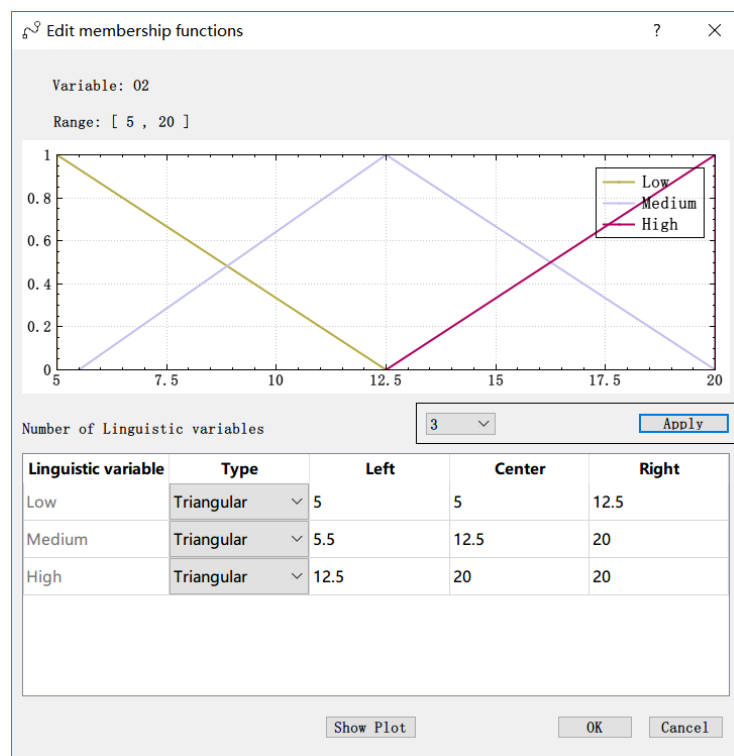 Edit membership functions ?
Variable: O2
Range: [ 5 , 20 ]
1
0.8
0.6
0.4
0.2
0
Low
Medium
High
5 7.5 10 12.5 15 17.5 20
Number of Linguistic variables 3 Apply
Linguistic variable Type Left Center Right
Low Triangular 5 5 12.5
Medium Triangular 5.5 12.5 20
High Triangular 12.5 20 20
Show Plot OK Cancel